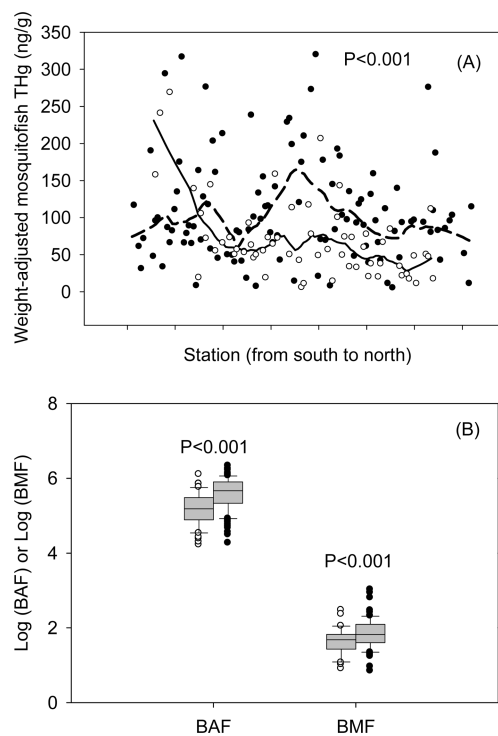 Weight-adjusted mosquitofish THg (ng/g)
350
300
250
200
150
100
50
0
P<0.001
(A)
Station (from south to north)
Log (BAF) or Log (BMF)
8
6
4
2
0
(B)
P<0.001
P<0.001
BAF
BMF